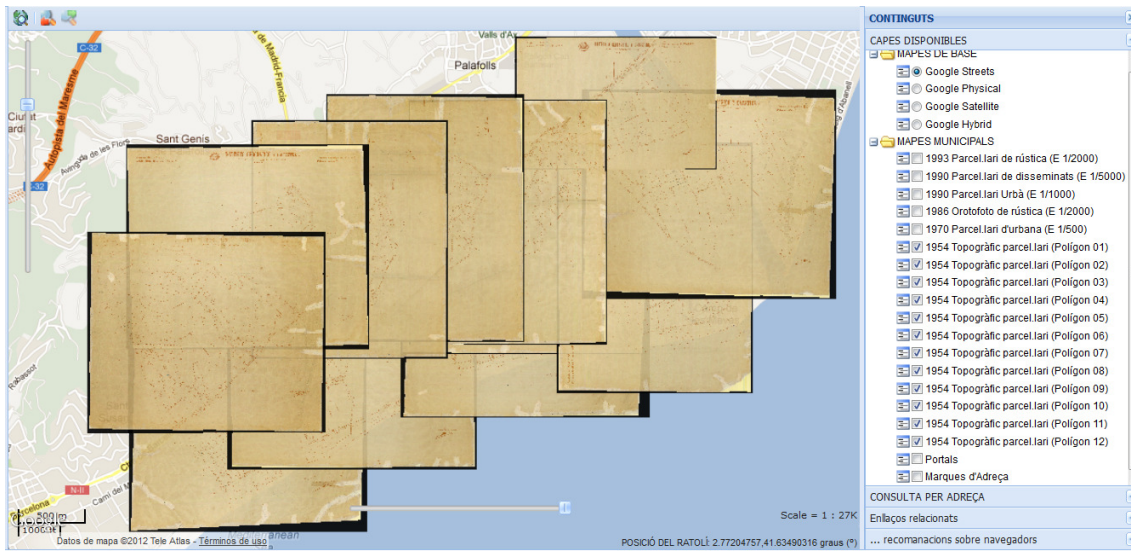 C-32
Autopista del Maresme
de Madrid-Francia
Valls d'Av
Palafolls
d'Abanell
Ciutat
Jardí
Sant Genís
Avinguda de les Flors
C-32
Rabassot
N-II
Barcelona
Camí del M
500 m
1000 ft
Google
Mediterranean
Datos de mapa ©2012 Tele Atlas - Términos de uso
Scale = 1 : 27K
POSICIÓ DEL RATOLÍ: 2.77204757,41.63490316 graus (º)
CONTINGUTS
CAPES DISPONIBLES
MAPES DE BASE
Google Streets
Google Physical
Google Satellite
Google Hybrid
MAPES MUNICIPALS
1993 Parcel.lari de rústica (E 1/2000)
1990 Parcel.lari de disseminats (E 1/5000)
1990 Parcel.lari Urbà (E 1/1000)
1986 Orotofoto de rústica (E 1/2000)
1970 Parcel.lari d'urbana (E 1/500)
1954 Topogràfic parcel.lari (Polígon 01)
1954 Topogràfic parcel.lari (Polígon 02)
1954 Topogràfic parcel.lari (Polígon 03)
1954 Topogràfic parcel.lari (Polígon 04)
1954 Topogràfic parcel.lari (Polígon 05)
1954 Topogràfic parcel.lari (Polígon 06)
1954 Topogràfic parcel.lari (Polígon 07)
1954 Topogràfic parcel.lari (Polígon 08)
1954 Topogràfic parcel.lari (Polígon 09)
1954 Topogràfic parcel.lari (Polígon 10)
1954 Topogràfic parcel.lari (Polígon 11)
1954 Topogràfic parcel.lari (Polígon 12)
Portals
Marques d'Adreça
CONSULTA PER ADREÇA
Enllaços relacionats
... recomanacions sobre navegadors